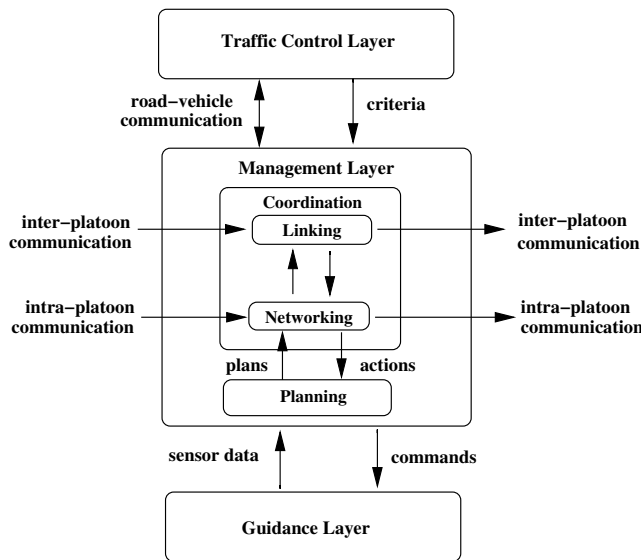 Traffic Control Layer
road-vehicle
communication
criteria
Management Layer
Coordination
inter-platoon
communication
Linking
inter-platoon
communication
intra-platoon
communication
Networking
intra-platoon
communication
plans
actions
Planning
sensor data
commands
Guidance Layer